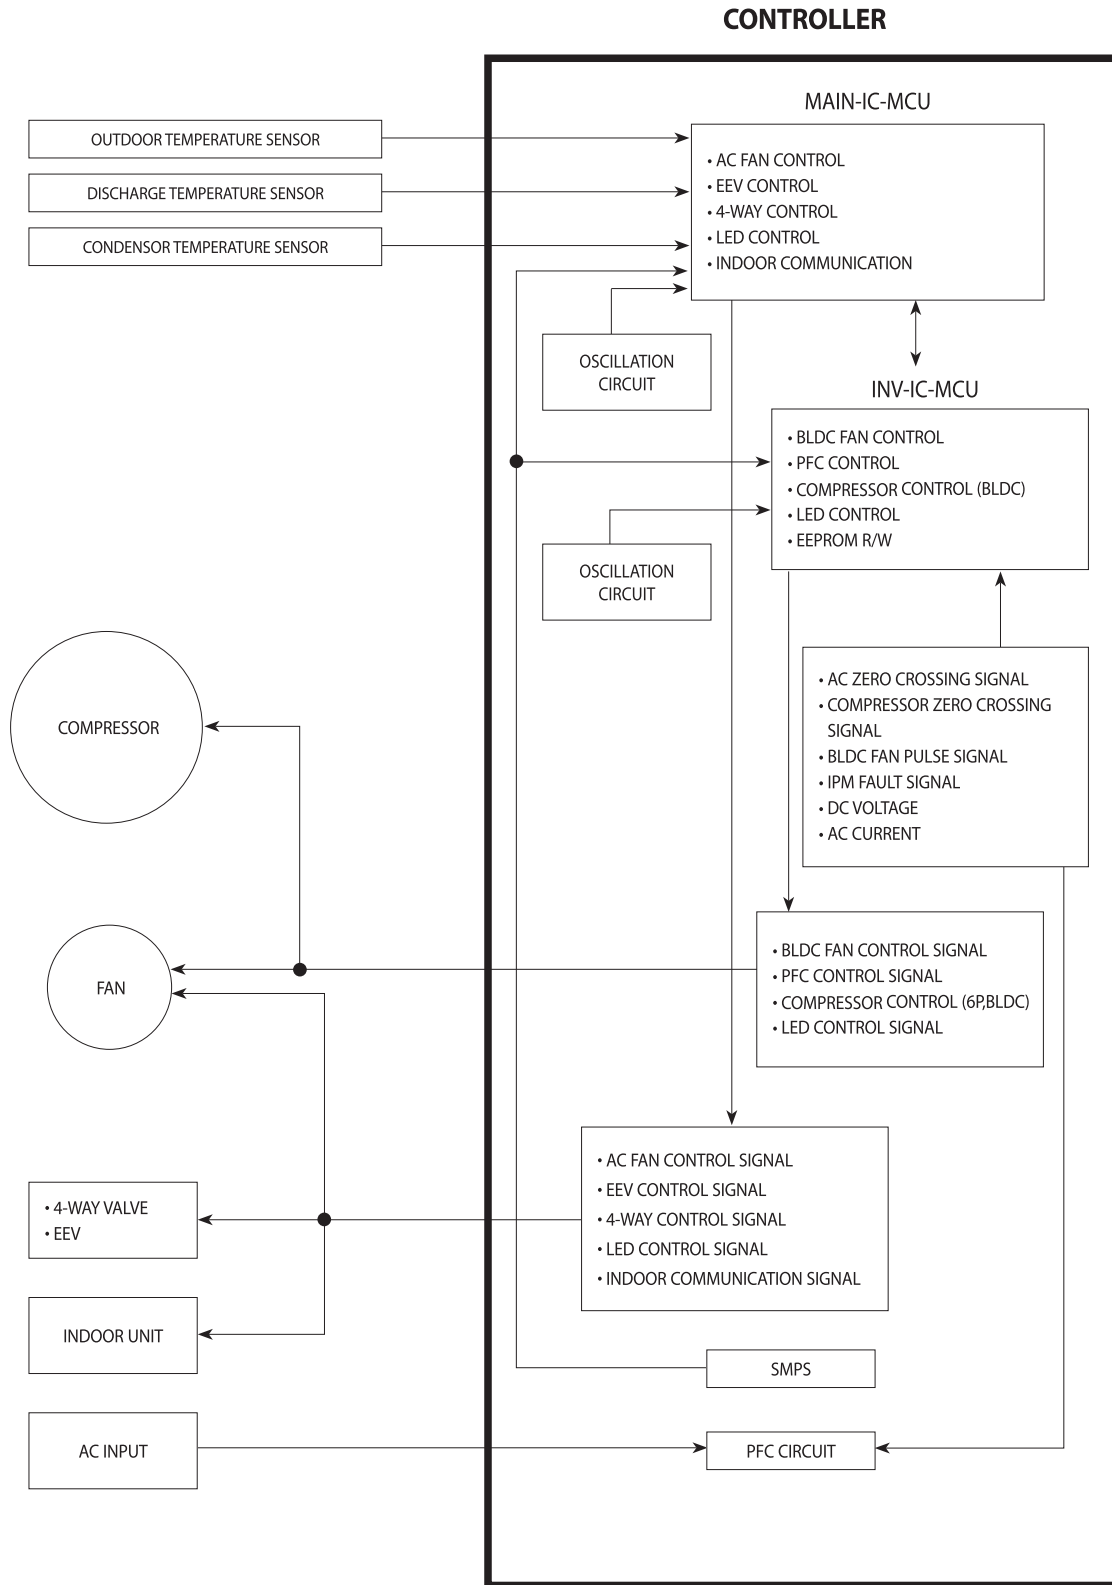 CONTROLLER
MAIN-IC-MCU
OUTDOOR TEMPERATURE SENSOR
DISCHARGE TEMPERATURE SENSOR
CONDENSOR TEMPERATURE SENSOR
• AC FAN CONTROL
• EEV CONTROL
• 4-WAY CONTROL
• LED CONTROL
• INDOOR COMMUNICATION
OSCILLATION
CIRCUIT
INV-IC-MCU
• BLDC FAN CONTROL
• PFC CONTROL
• COMPRESSOR CONTROL (BLDC)
• LED CONTROL
• EEPROM R/W
OSCILLATION
CIRCUIT
COMPRESSOR
• AC ZERO CROSSING SIGNAL
• COMPRESSOR ZERO CROSSING
SIGNAL
• BLDC FAN PULSE SIGNAL
• IPM FAULT SIGNAL
• DC VOLTAGE
• AC CURRENT
FAN
• BLDC FAN CONTROL SIGNAL
• PFC CONTROL SIGNAL
• COMPRESSOR CONTROL (6P,BLDC)
• LED CONTROL SIGNAL
• 4-WAY VALVE
• EEV
• AC FAN CONTROL SIGNAL
• EEV CONTROL SIGNAL
• 4-WAY CONTROL SIGNAL
• LED CONTROL SIGNAL
• INDOOR COMMUNICATION SIGNAL
INDOOR UNIT
SMPS
AC INPUT
PFC CIRCUIT